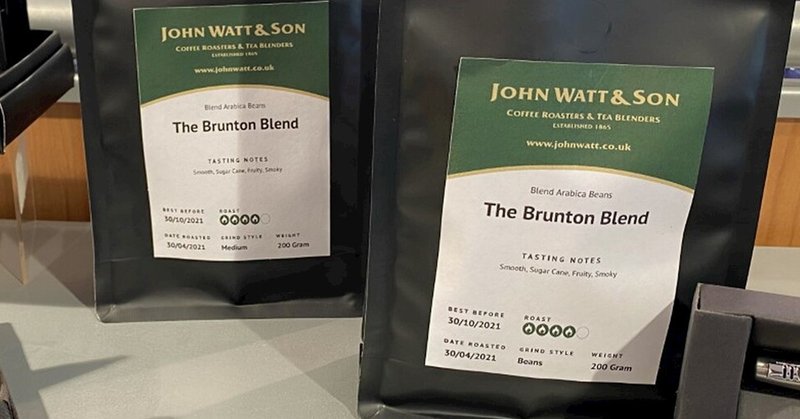 JOHN WATT & SON
COFFEE ROASTERS & TEA BLENDERS
ESTABLISHED 1865
www.johnwatt.co.uk
Blend Arabica Beans
The Brunton Blend
TASTING NOTES
Smooth, Sugar Cane, Fruity, Smoky
BEST BEFORE ROAST
30/10/2021
DATE ROASTED GRIND STYLE WEIGHT
30/04/2021 Medium 200 Gram
JOHN WATT & SON
COFFEE ROASTERS & TEA BLENDERS
ESTABLISHED 1865
www.johnwatt.co.uk
Blend Arabica Beans
The Brunton Blend
TASTING NOTES
Smooth, Sugar Cane, Fruity, Smoky
BEST BEFORE ROAST
30/10/2021
DATE ROASTED GRIND STYLE WEIGHT
30/04/2021 Beans 200 Gram